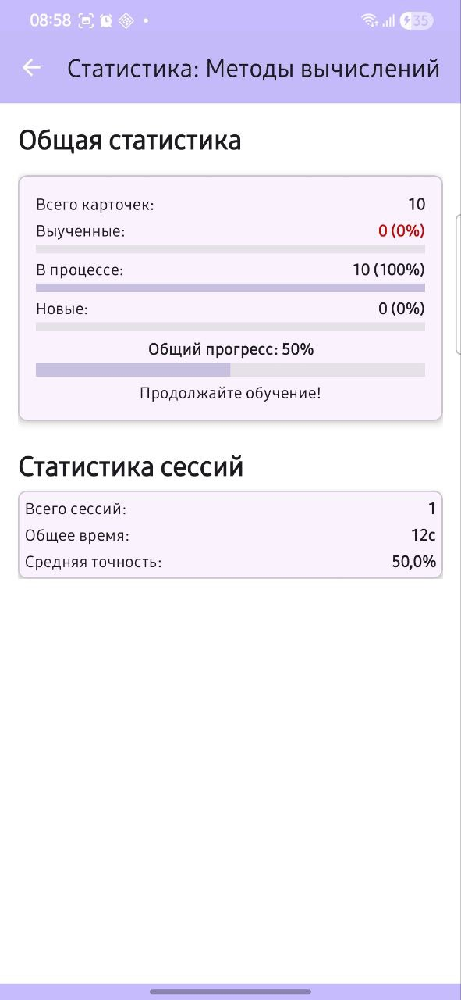 08:58 35
Статистика: Методы вычислений
Общая статистика
Всего карточек: 10
Выученные: 0 (0%)
В процессе: 10 (100%)
Новые: 0 (0%)
Общий прогресс: 50%
Продолжайте обучение!
Статистика сессий
Всего сессий: 1
Общее время: 12с
Средняя точность: 50,0%